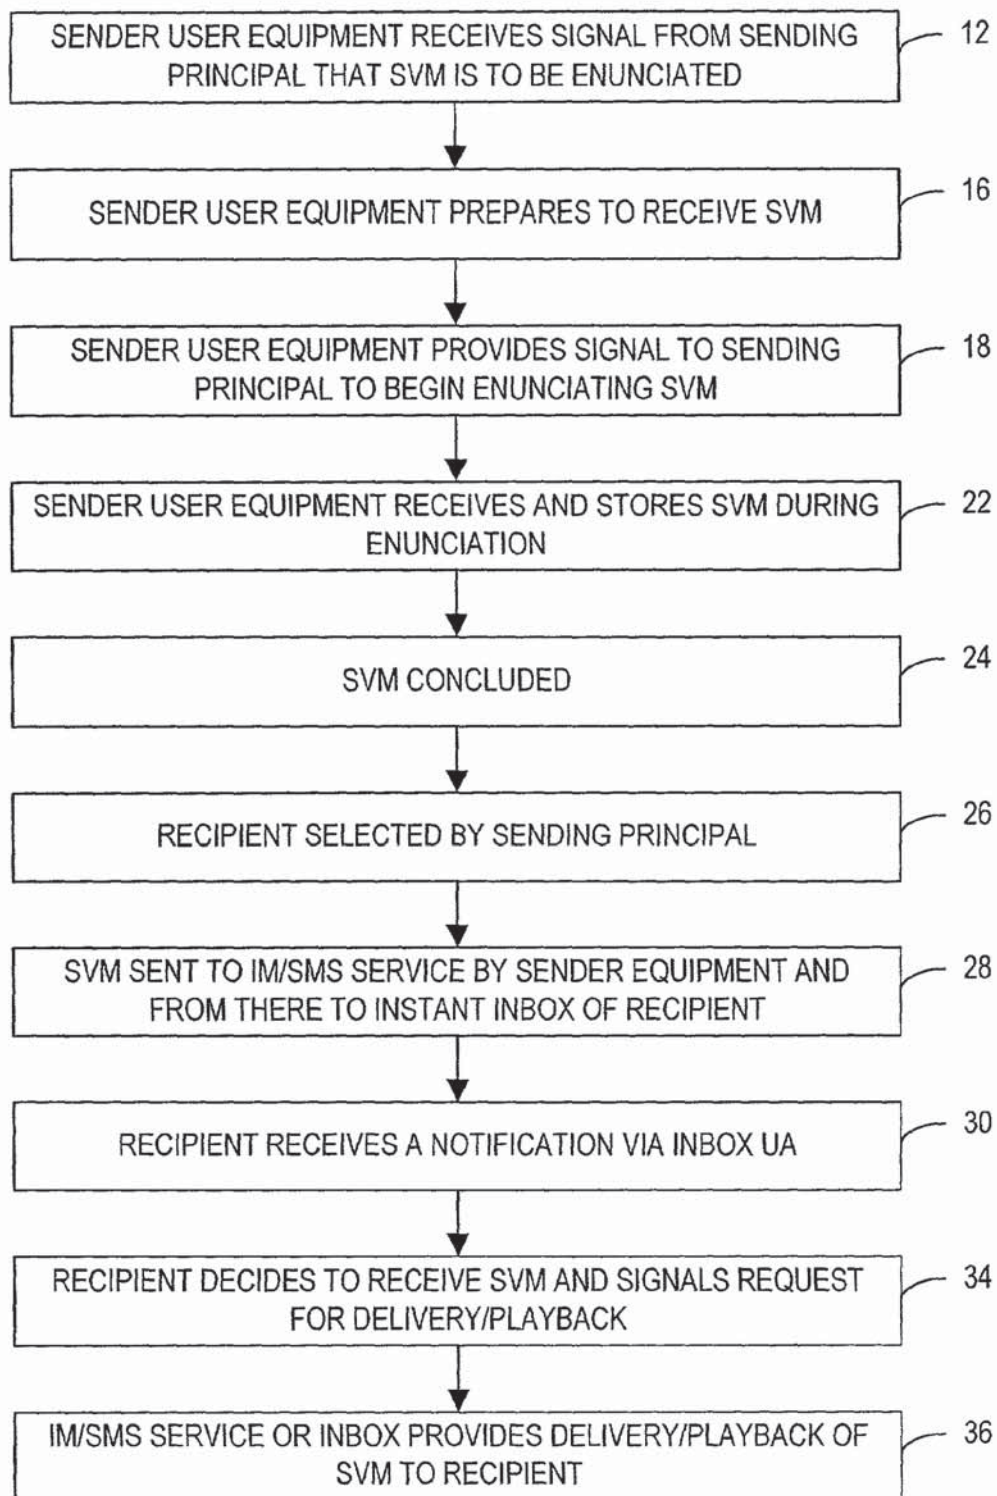 SENDER USER EQUIPMENT RECEIVES SIGNAL FROM SENDING
PRINCIPAL THAT SVM IS TO BE ENUNCIATED
12
SENDER USER EQUIPMENT PREPARES TO RECEIVE SVM
16
SENDER USER EQUIPMENT PROVIDES SIGNAL TO SENDING
PRINCIPAL TO BEGIN ENUNCIATING SVM
18
SENDER USER EQUIPMENT RECEIVES AND STORES SVM DURING
ENUNCIATION
22
SVM CONCLUDED
24
RECIPIENT SELECTED BY SENDING PRINCIPAL
26
SVM SENT TO IM/SMS SERVICE BY SENDER EQUIPMENT AND
FROM THERE TO INSTANT INBOX OF RECIPIENT
28
RECIPIENT RECEIVES A NOTIFICATION VIA INBOX UA
30
RECIPIENT DECIDES TO RECEIVE SVM AND SIGNALS REQUEST
FOR DELIVERY/PLAYBACK
34
IM/SMS SERVICE OR INBOX PROVIDES DELIVERY/PLAYBACK OF
SVM TO RECIPIENT
36